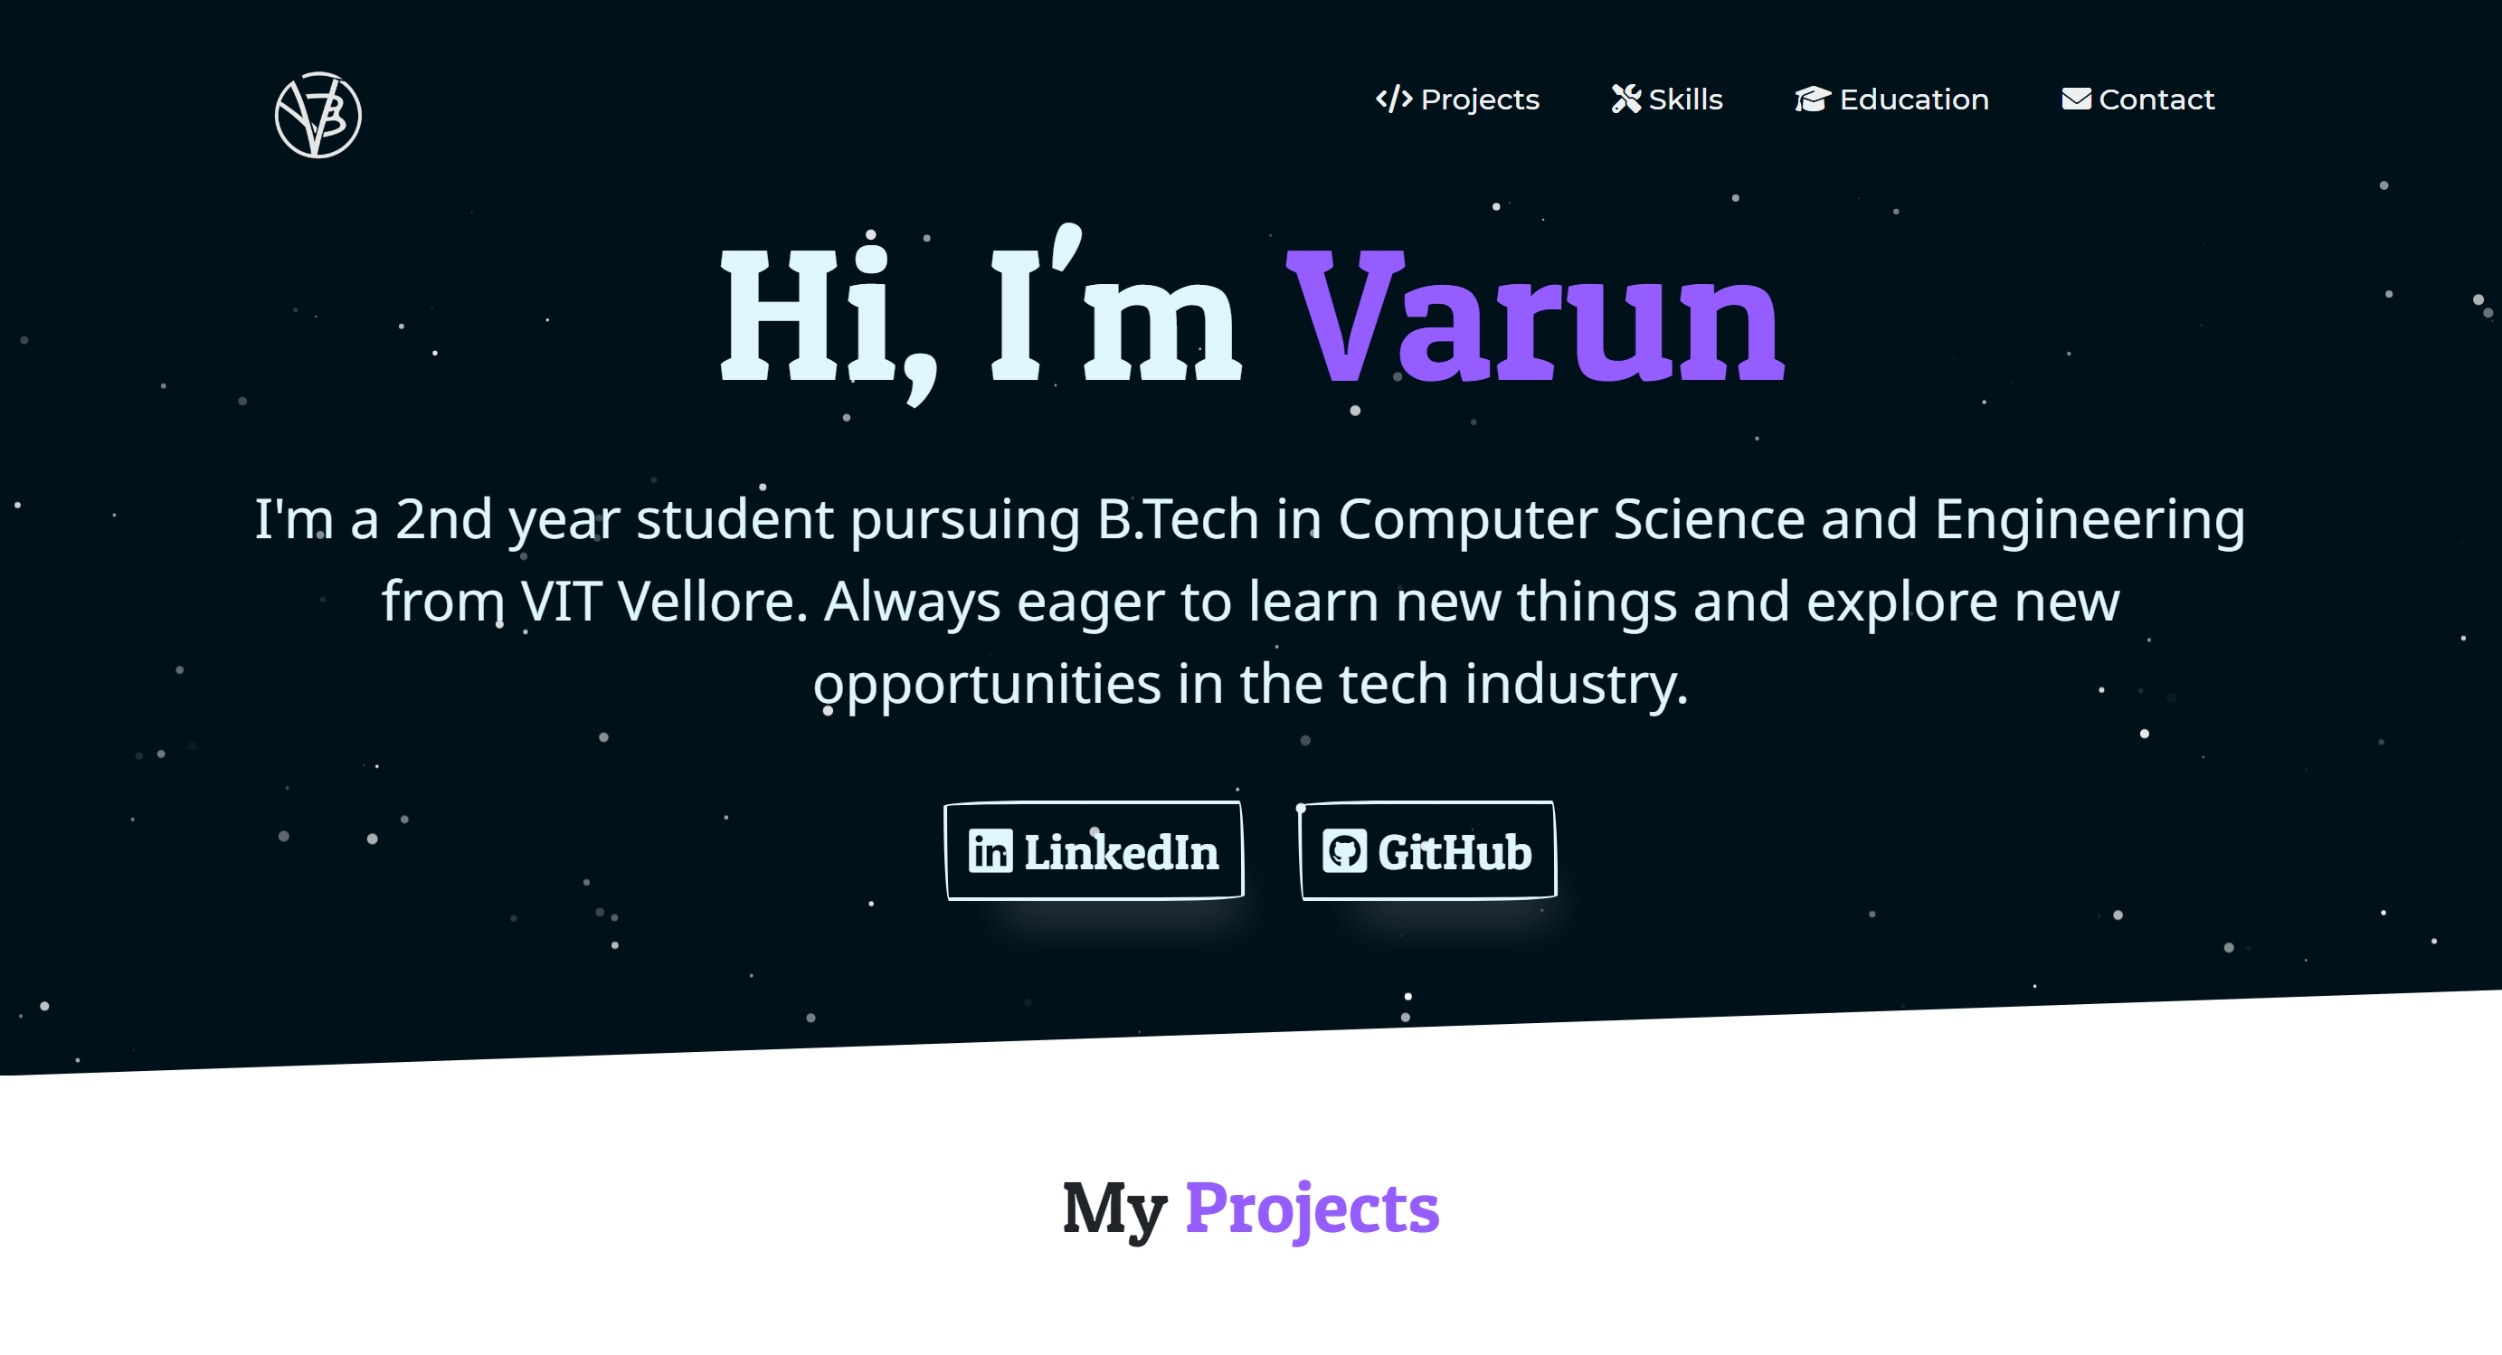 VB
Projects Skills Education Contact
Hi, I'm Varun
I'm a 2nd year student pursuing B.Tech in Computer Science and Engineering
from VIT Vellore. Always eager to learn new things and explore new
opportunities in the tech industry.
LinkedIn GitHub
My Projects